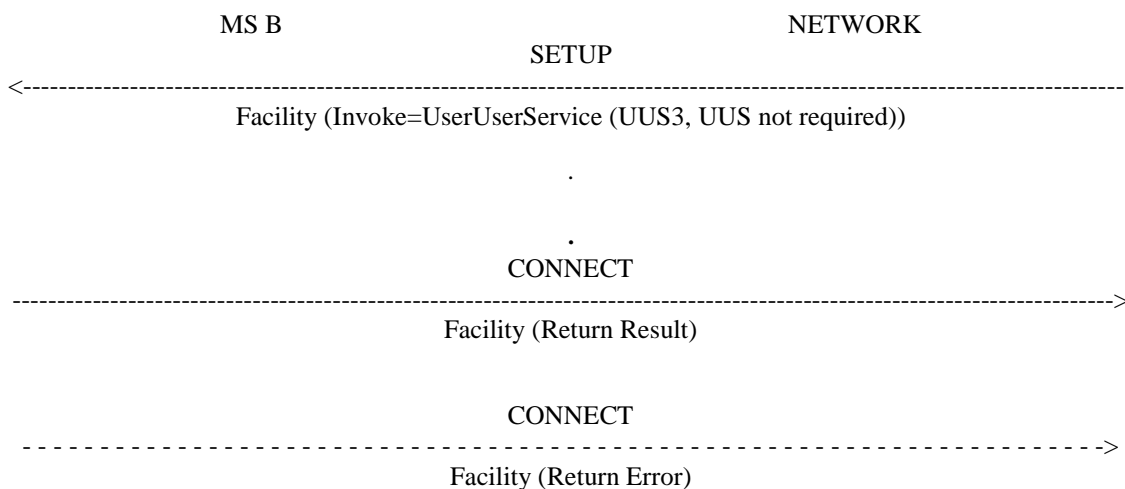 MS B NETWORK
SETUP
<------------------------------------------------------------------------------------------------------------------------------
Facility (Invoke=UserUserService (UUS3, UUS not required))
.
.
CONNECT
---------------------------------------------------------------------------------------------------------------------------->
Facility (Return Result)
CONNECT
- - - - - - - - - - - - - - - - - - - - - - - - - - - - - - - - - - - - - - - - - - - - - - - - - - - - - - - - - - - - - - - - - - - - - ->
Facility (Return Error)